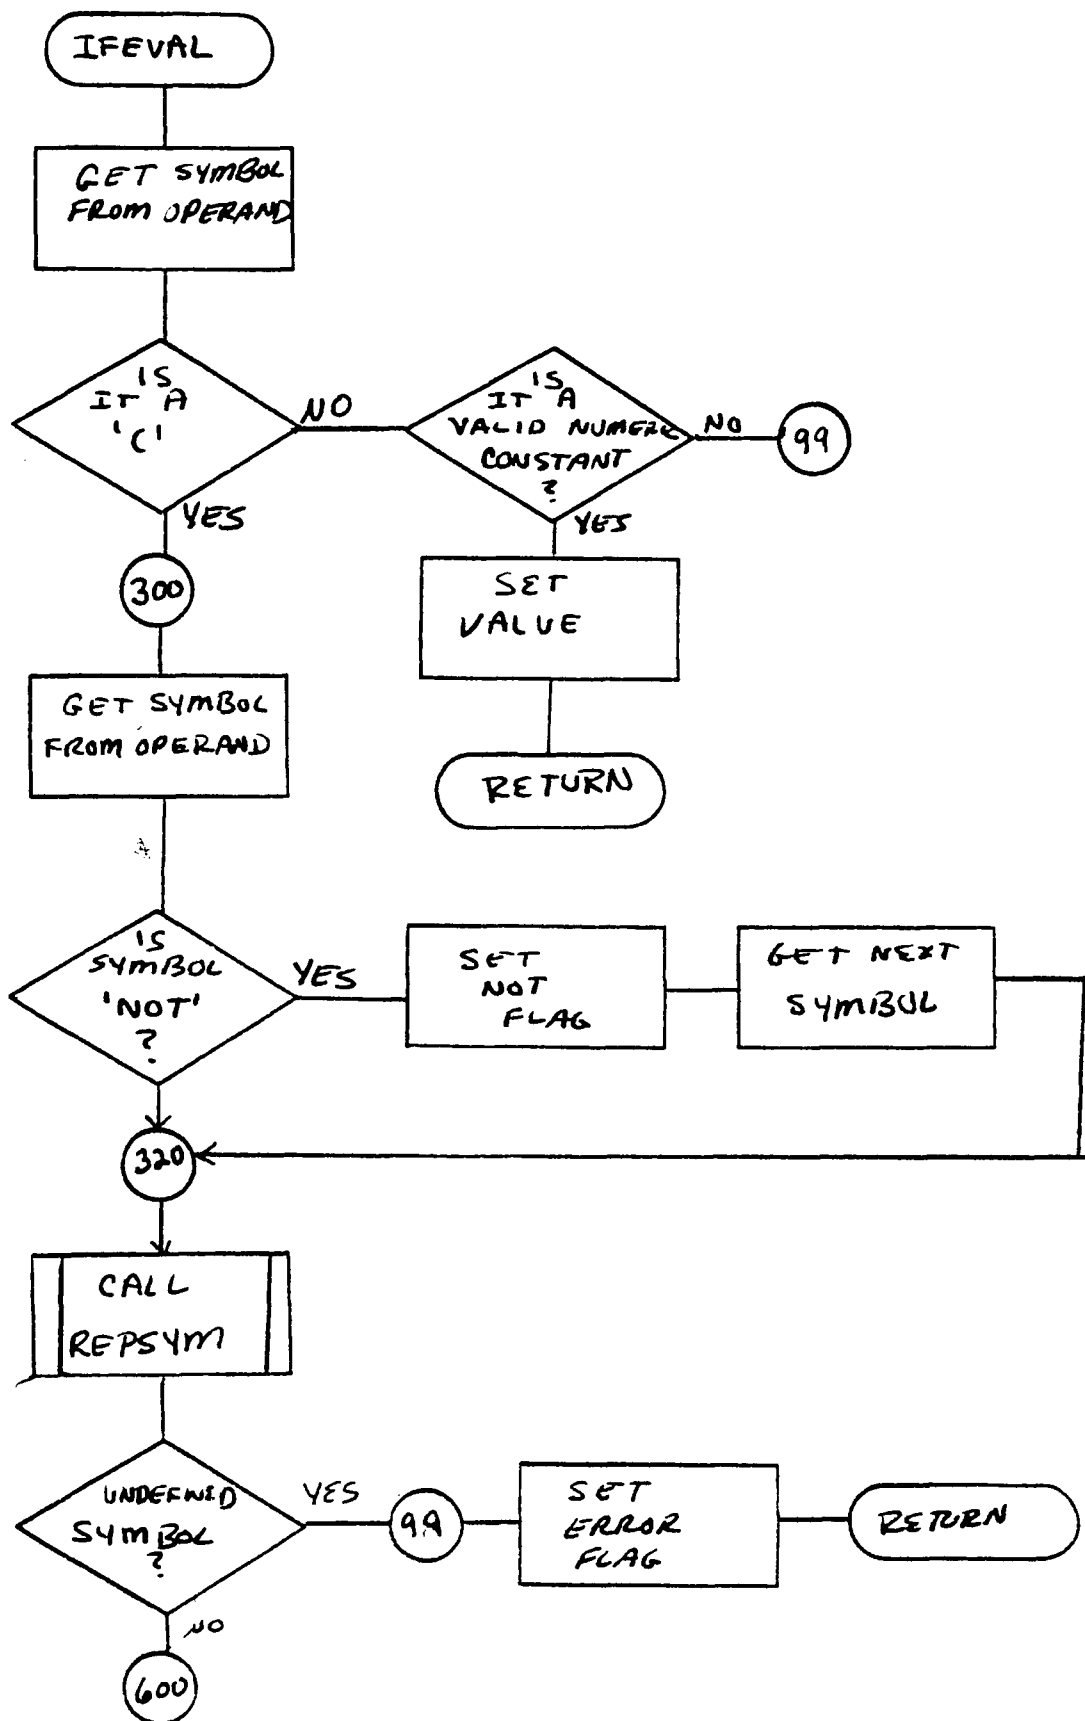 IFEVAL
GET SYMBOL
FROM OPERAND
IS
IT A
'('
NO
YES
IS
IT A
VALID NUMERIC
CONSTANT
?
NO
99
YES
SET
VALUE
RETURN
300
GET SYMBOL
FROM OPERAND
IS
SYMBOL
'NOT'
?
YES
SET
NOT
FLAG
GET NEXT
SYMBOL
320
CALL
REPSYM
UNDEFINED
SYMBOL
?
YES
99
SET
ERROR
FLAG
RETURN
NO
600